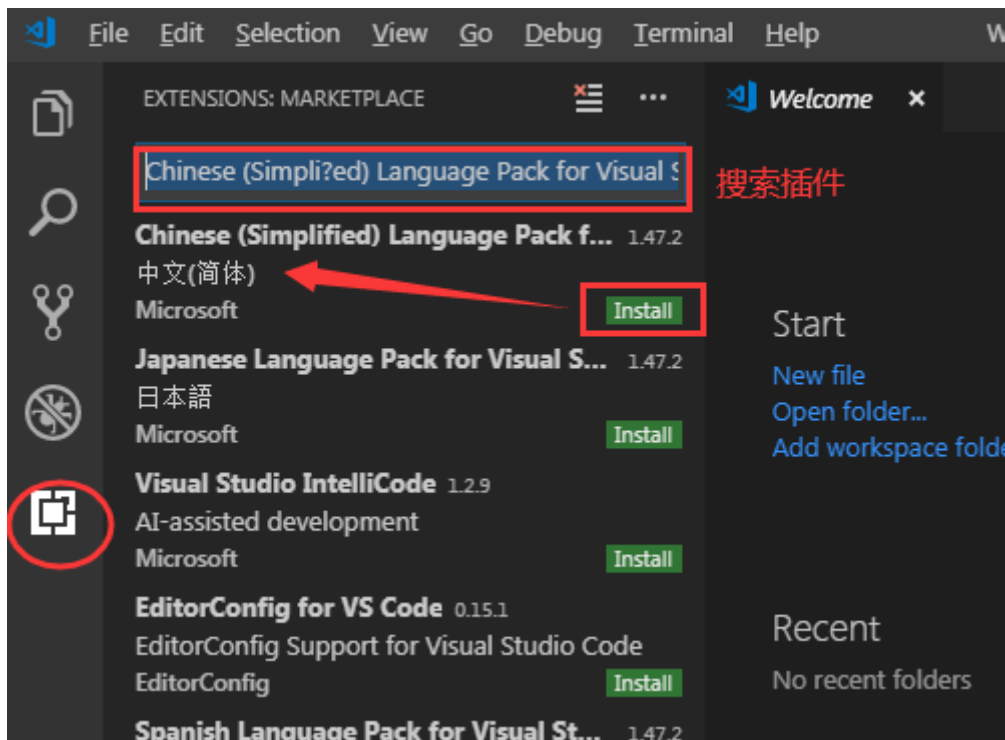 File Edit Selection View Go Debug Terminal Help
EXTENSIONS: MARKETPLACE
Welcome
Chinese (Simpli?ed) Language Pack for Visual S
搜索插件
Chinese (Simplified) Language Pack f... 1.47.2
中文(简体)
Microsoft Install
Japanese Language Pack for Visual S... 1.47.2
日本語
Microsoft Install
Visual Studio IntelliCode 1.2.9
AI-assisted development
Microsoft Install
EditorConfig for VS Code 0.15.1
EditorConfig Support for Visual Studio Code
EditorConfig Install
Spanish Language Pack for Visual St... 1.47.2
Start
New file
Open folder...
Add workspace folde
Recent
No recent folders